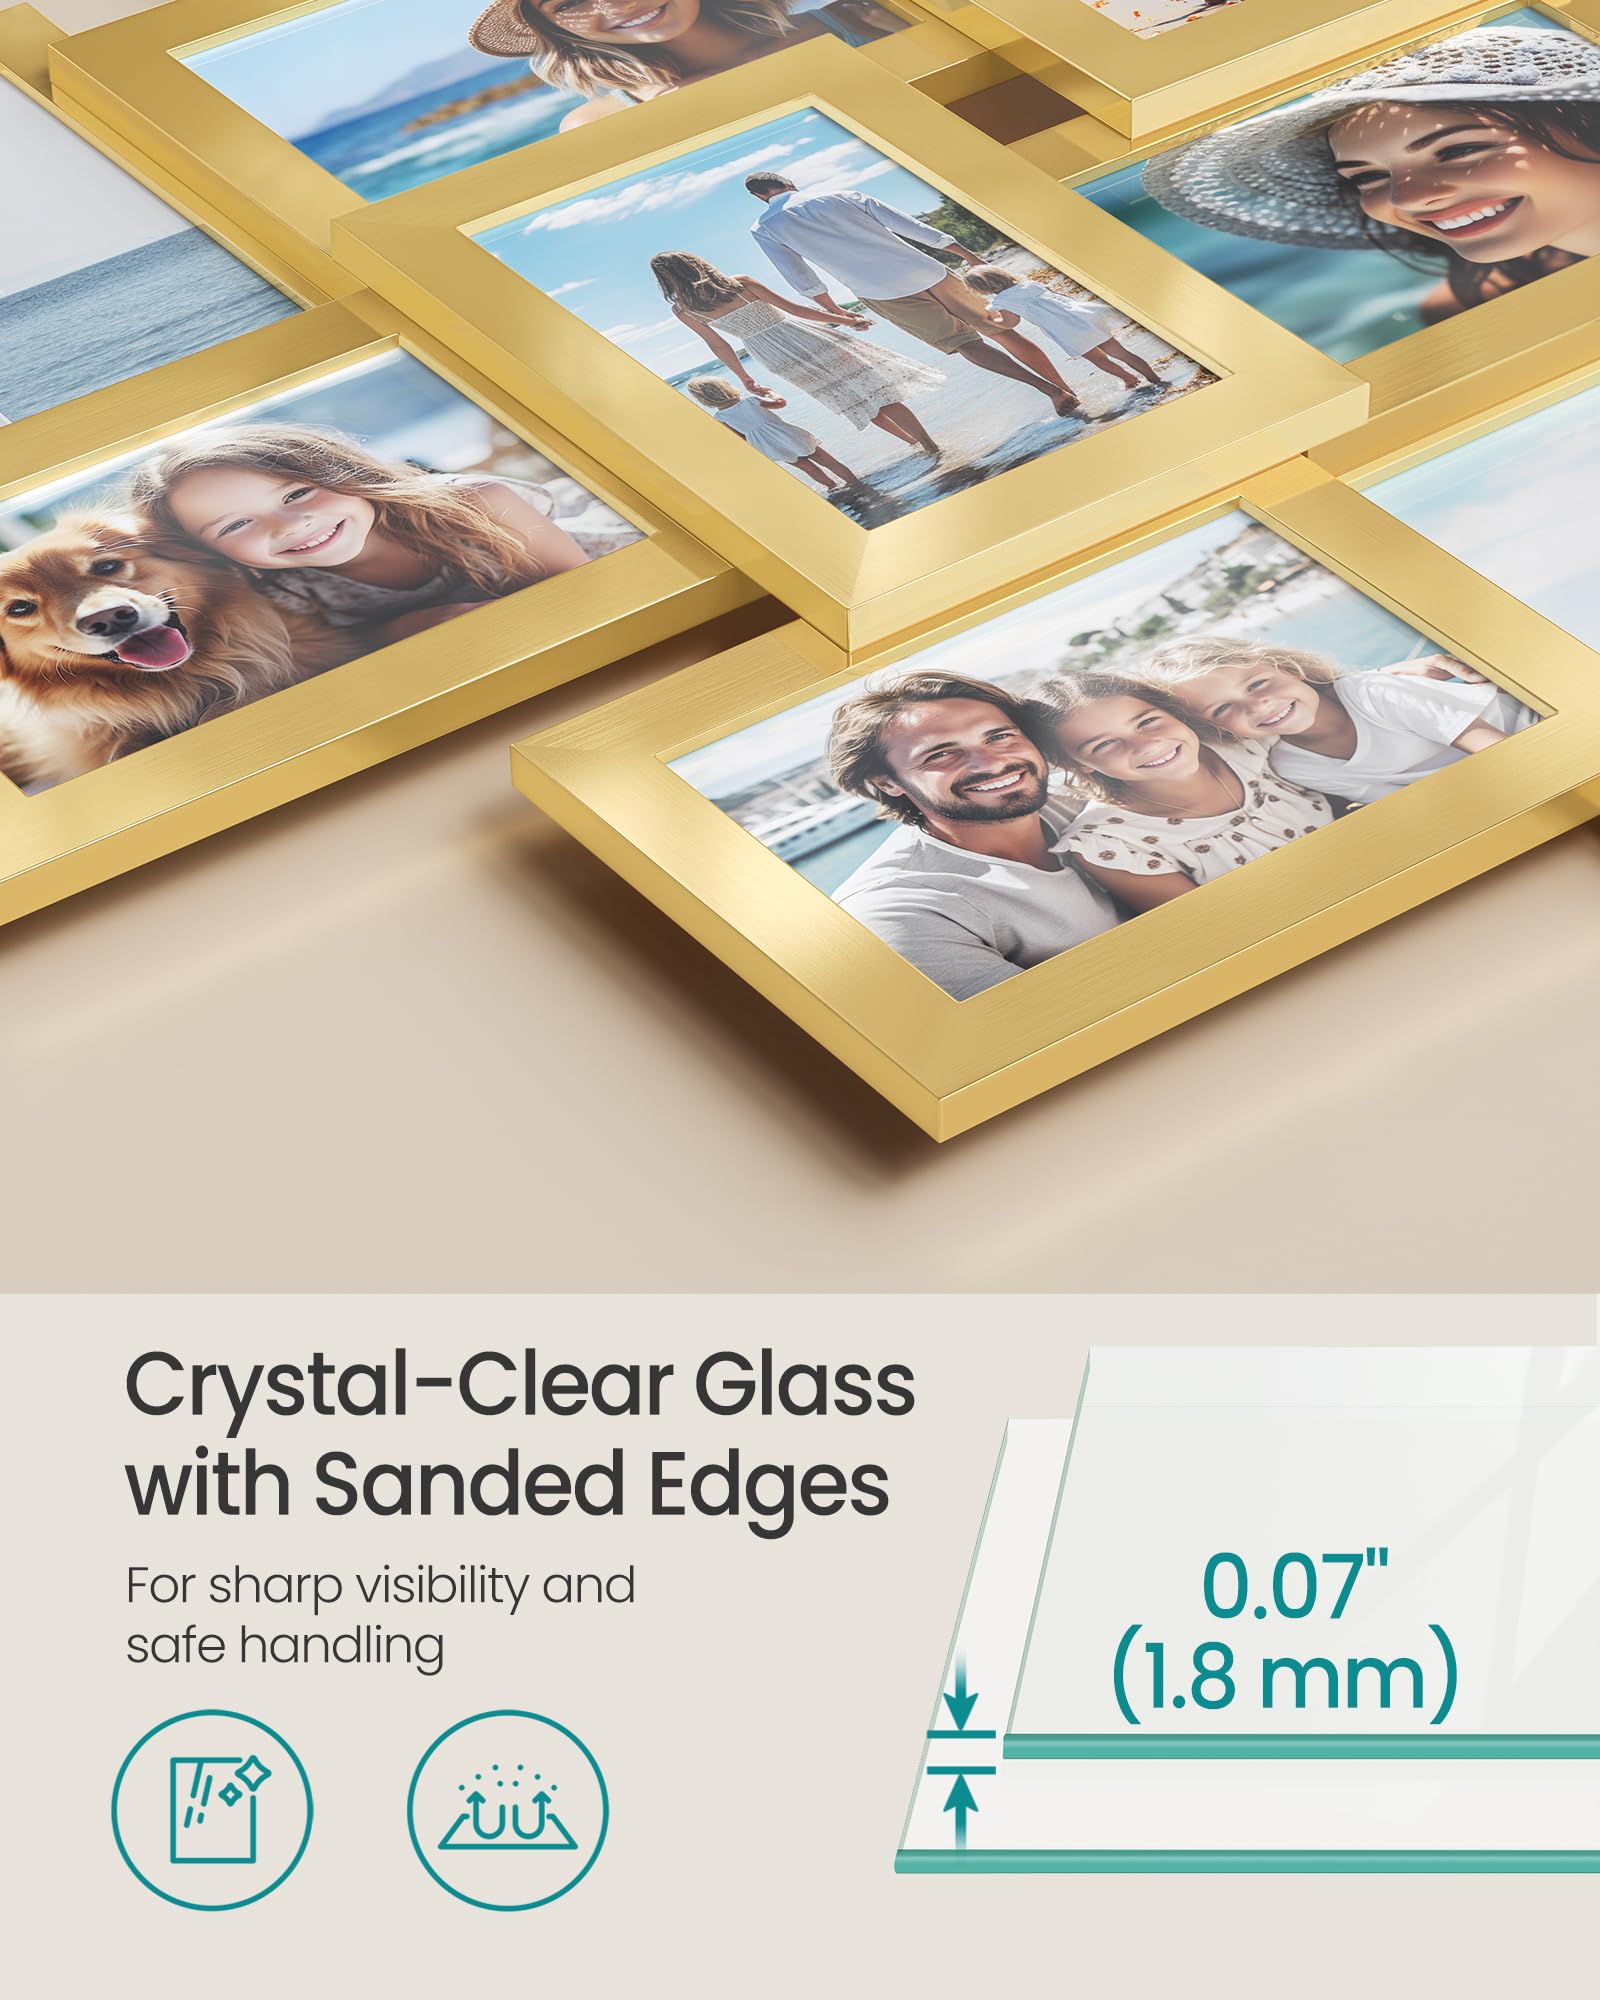 Crystal-Clear Glass
with Sanded Edges
For sharp visibility and
safe handling
0.07"
(1.8 mm)